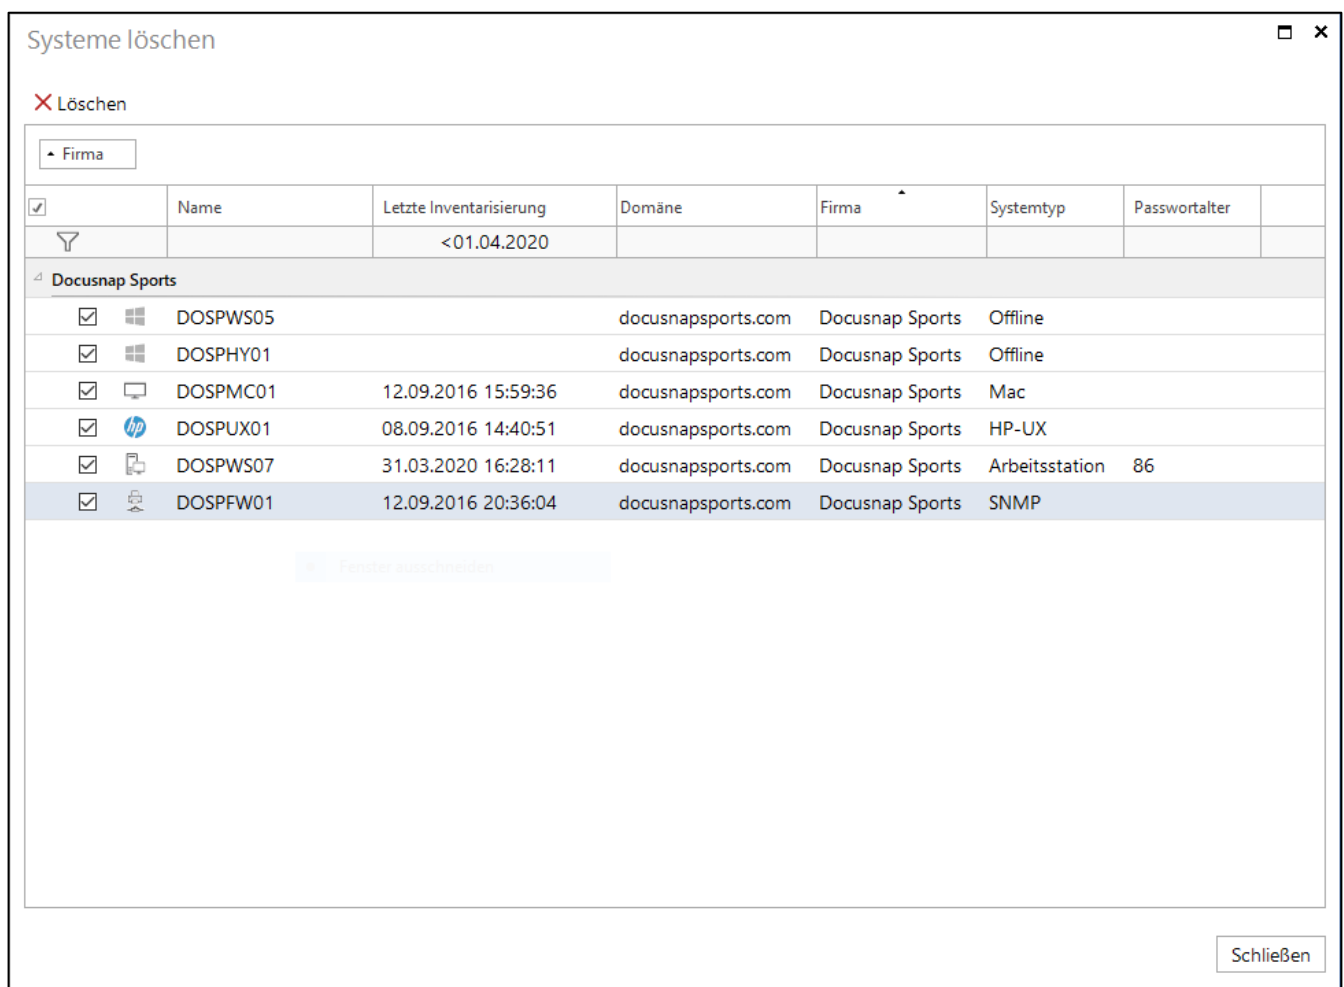 Systeme löschen
Löschen
Firma
Name Letzte Inventarisierung Domäne Firma Systemtyp Passwortalter
<01.04.2020
Docusnap Sports
DOSPWS05 docusnapsports.com Docusnap Sports Offline
DOSPHY01 docusnapsports.com Docusnap Sports Offline
DOSPMC01 12.09.2016 15:59:36 docusnapsports.com Docusnap Sports Mac
hp DOSPUX01 08.09.2016 14:40:51 docusnapsports.com Docusnap Sports HP-UX
DOSPWS07 31.03.2020 16:28:11 docusnapsports.com Docusnap Sports Arbeitsstation 86
DOSPFW01 12.09.2016 20:36:04 docusnapsports.com Docusnap Sports SNMP
Fenster ausschneiden
Schließen